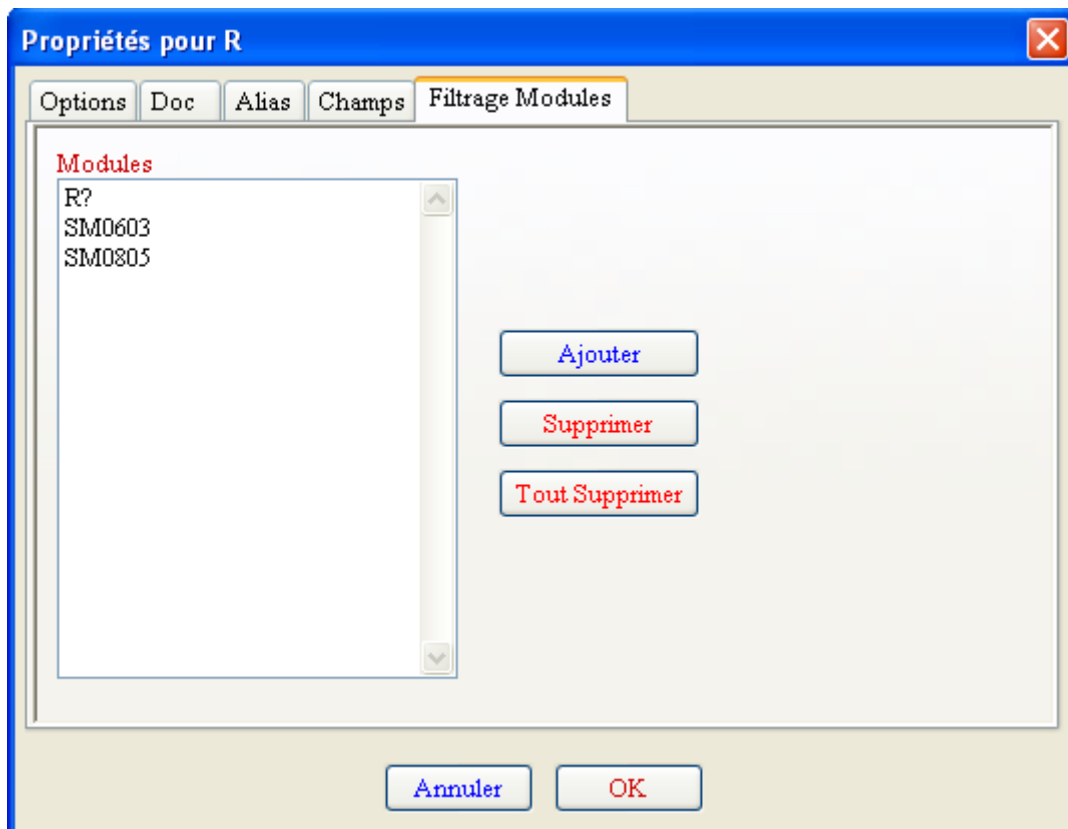 Propriétés pour R
Options Doc Alias Champs Filtrage Modules
Modules
R?
SM0603
SM0805
Ajouter
Supprimer
Tout Supprimer
Annuler OK